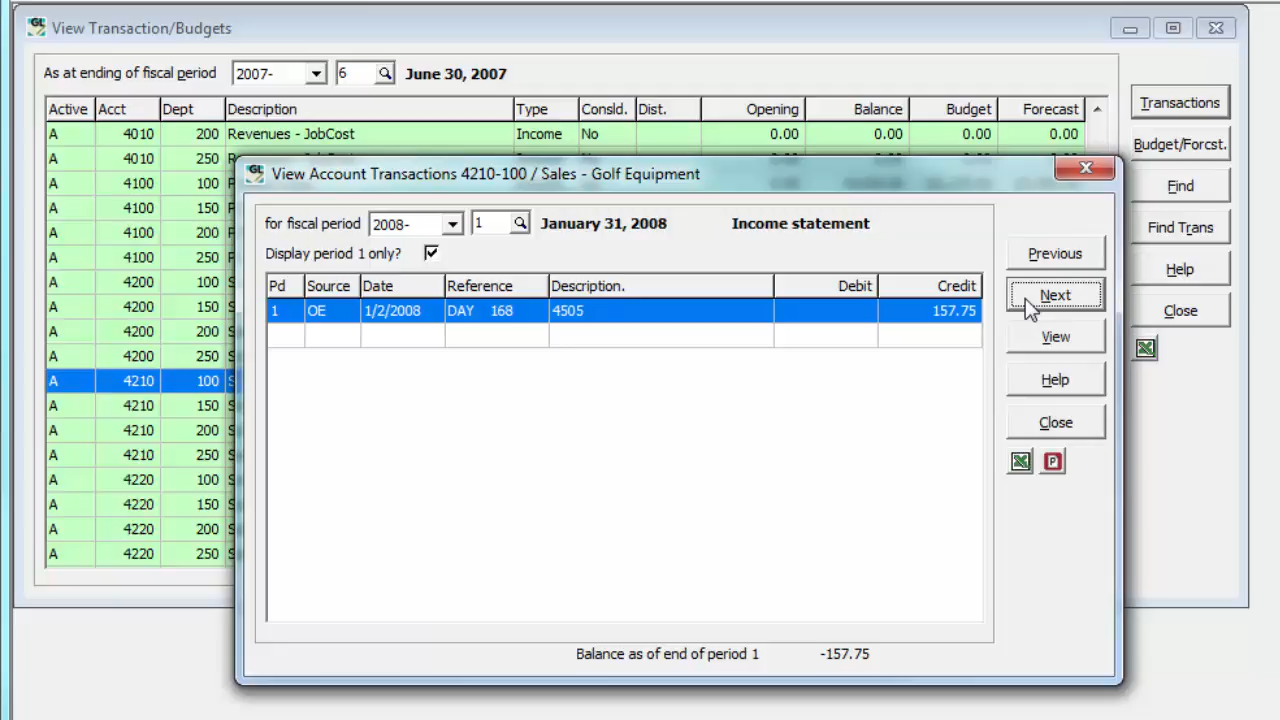 View Transaction/Budgets
As at ending of fiscal period 2007- 6 June 30, 2007
Active Acct Dept Description Type Consld. Dist. Opening Balance Budget Forecast
A 4010 200 Revenues - JobCost Income No 0.00 0.00 0.00 0.00
A 4010 250
A 4100 100
A 4100 150
A 4100 200
A 4100 250
A 4200 100
A 4200 150
A 4200 200
A 4200 250
A 4210 100
A 4210 150
A 4210 200
A 4210 250
A 4220 100
A 4220 150
A 4220 200
A 4220 250
Transactions
Budget/Forcst.
Find
Find Trans
Help
Close
View Account Transactions 4210-100 / Sales - Golf Equipment
for fiscal period 2008- 1 January 31, 2008 Income statement
Display period 1 only?
Pd Source Date Reference Description. Debit Credit
1 OE 1/2/2008 DAY 168 4505 157.75
Balance as of end of period 1 -157.75
Previous
Next
View
Help
Close